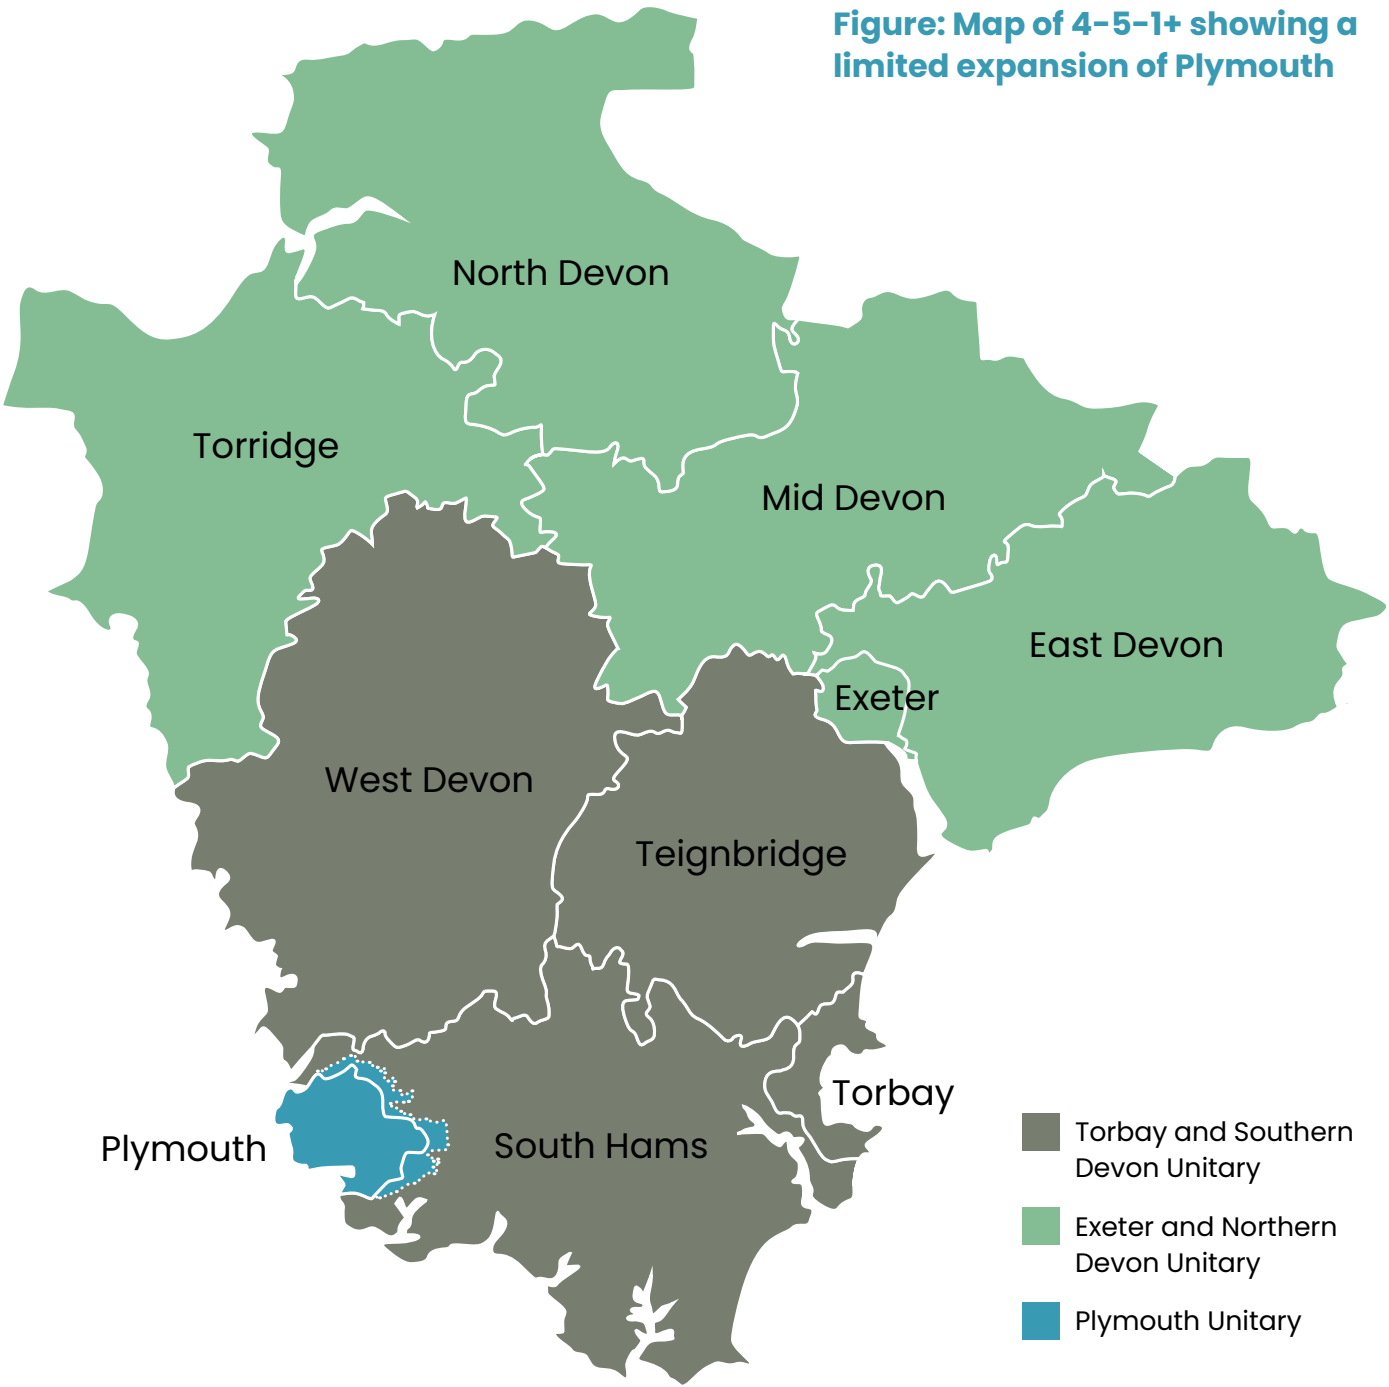 Figure: Map of 4-5-1+ showing a
limited expansion of Plymouth
North Devon
Torridge
Mid Devon
East Devon
Exeter
West Devon
Teignbridge
Torbay
Plymouth
South Hams
Torbay and Southern
Devon Unitary
Exeter and Northern
Devon Unitary
Plymouth Unitary